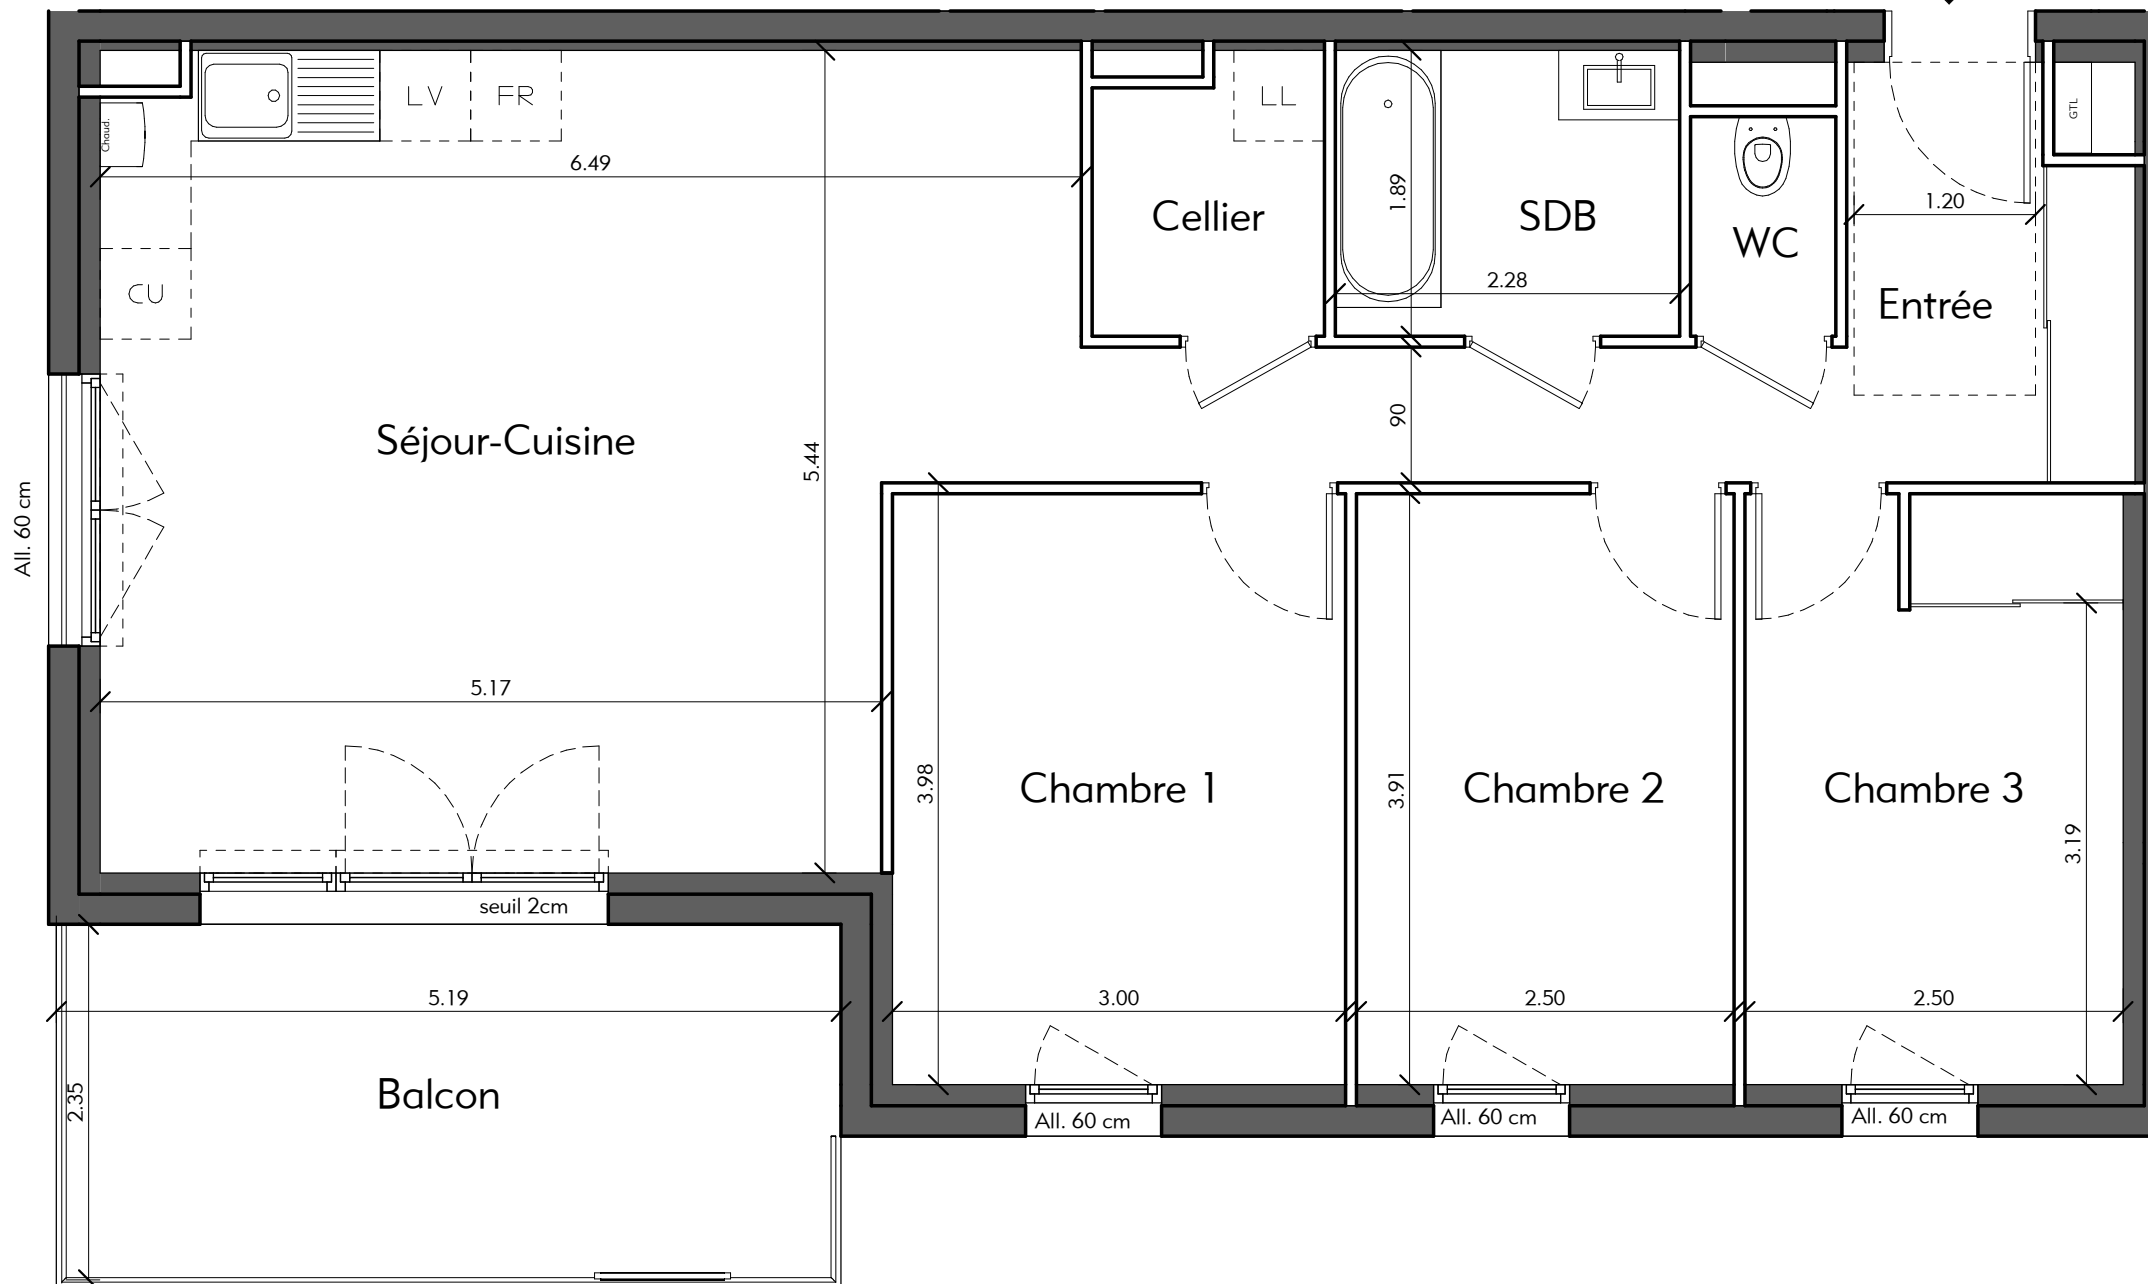 LV
FR
LL
Chaud.
GTL
6.49
1.89
1.20
Cellier
SDB
WC
2.28
CU
Entrée
90
Séjour-Cuisine
5.44
All. 60 cm
5.17
3.98
Chambre 1
3.91
Chambre 2
Chambre 3
3.19
seuil 2cm
5.19
3.00
2.50
2.50
2.35
Balcon
All. 60 cm
All. 60 cm
All. 60 cm